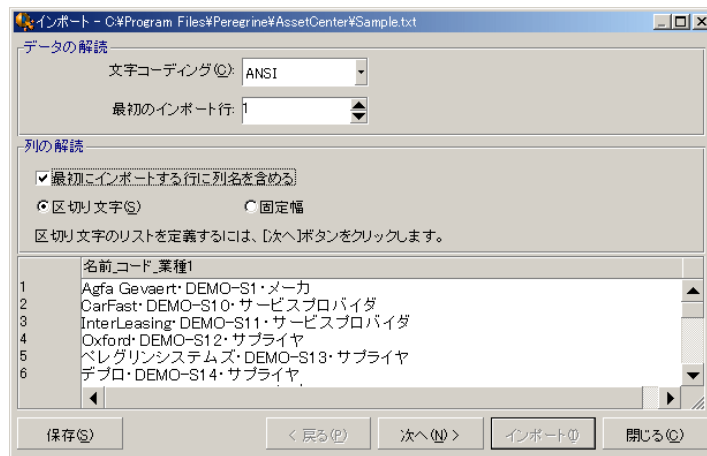 インポート - C:¥Program Files¥Peregrine¥AssetCenter¥Sample.txt
データの解読
文字コーディング(C): ANSI
最初のインポート行: 1
列の解読
最初にインポートする行に列名を含める
区切り文字(S) 固定幅
区切り文字のリストを定義するには、[次へ]ボタンをクリックします。
名前_コード_業種1
1 Agfa Gevaert・DEMO-S1・メーカ
2 CarFast・DEMO-S10・サービスプロバイダ
3 InterLeasing・DEMO-S11・サービスプロバイダ
4 Oxford・DEMO-S12・サプライヤ
5 ペレグリンシステムズ・DEMO-S13・サプライヤ
6 デプロ・DEMO-S14・サプライヤ
保存(S) < 戻る(P) 次へ(N) > インポート(I) 閉じる(C)